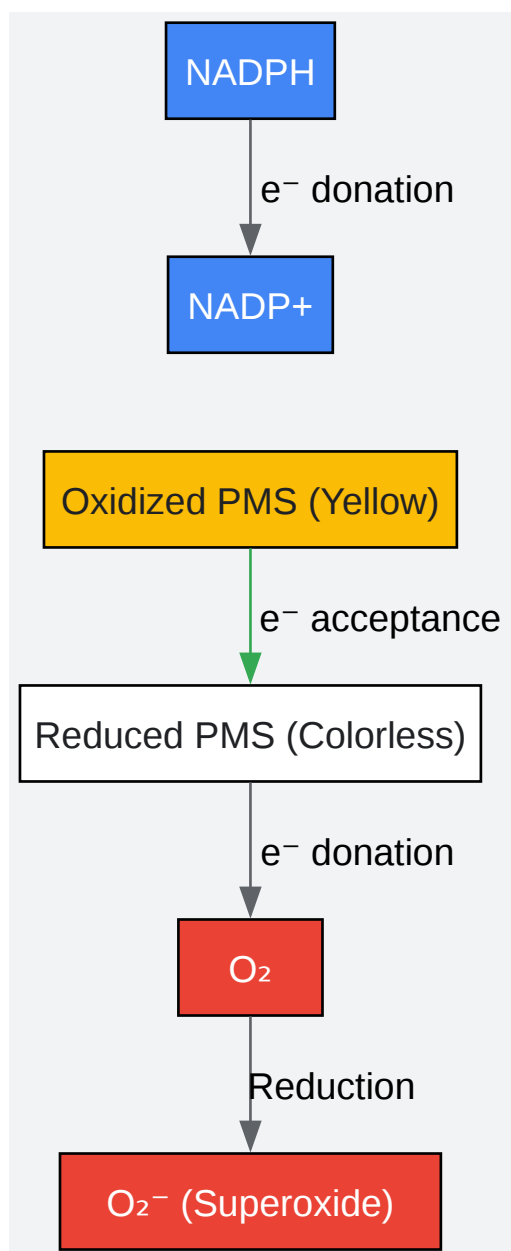 NADPH
e⁻ donation
NADP+
Oxidized PMS (Yellow)
e⁻ acceptance
Reduced PMS (Colorless)
e⁻ donation
O₂
Reduction
O₂⁻ (Superoxide)